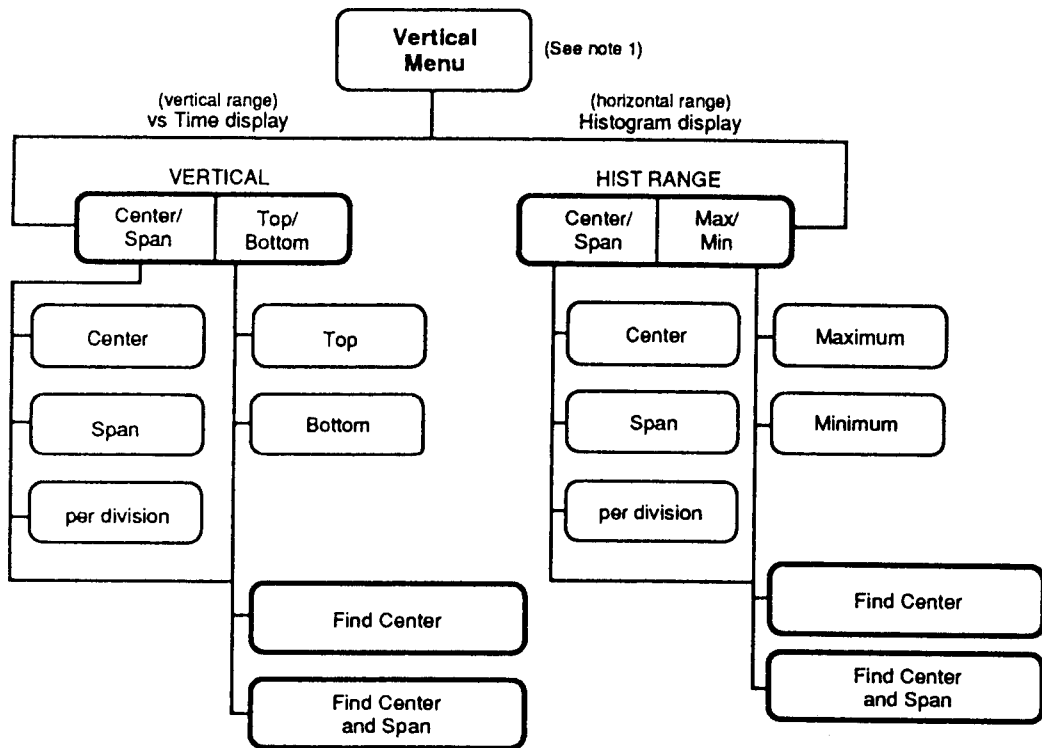 Vertical
Menu
(See note 1)
(vertical range)
vs Time display
(horizontal range)
Histogram display
VERTICAL
Center/
Span
Top/
Bottom
Center
Span
per division
Top
Bottom
Find Center
Find Center
and Span
HIST RANGE
Center/
Span
Max/
Min
Center
Span
per division
Maximum
Minimum
Find Center
Find Center
and Span